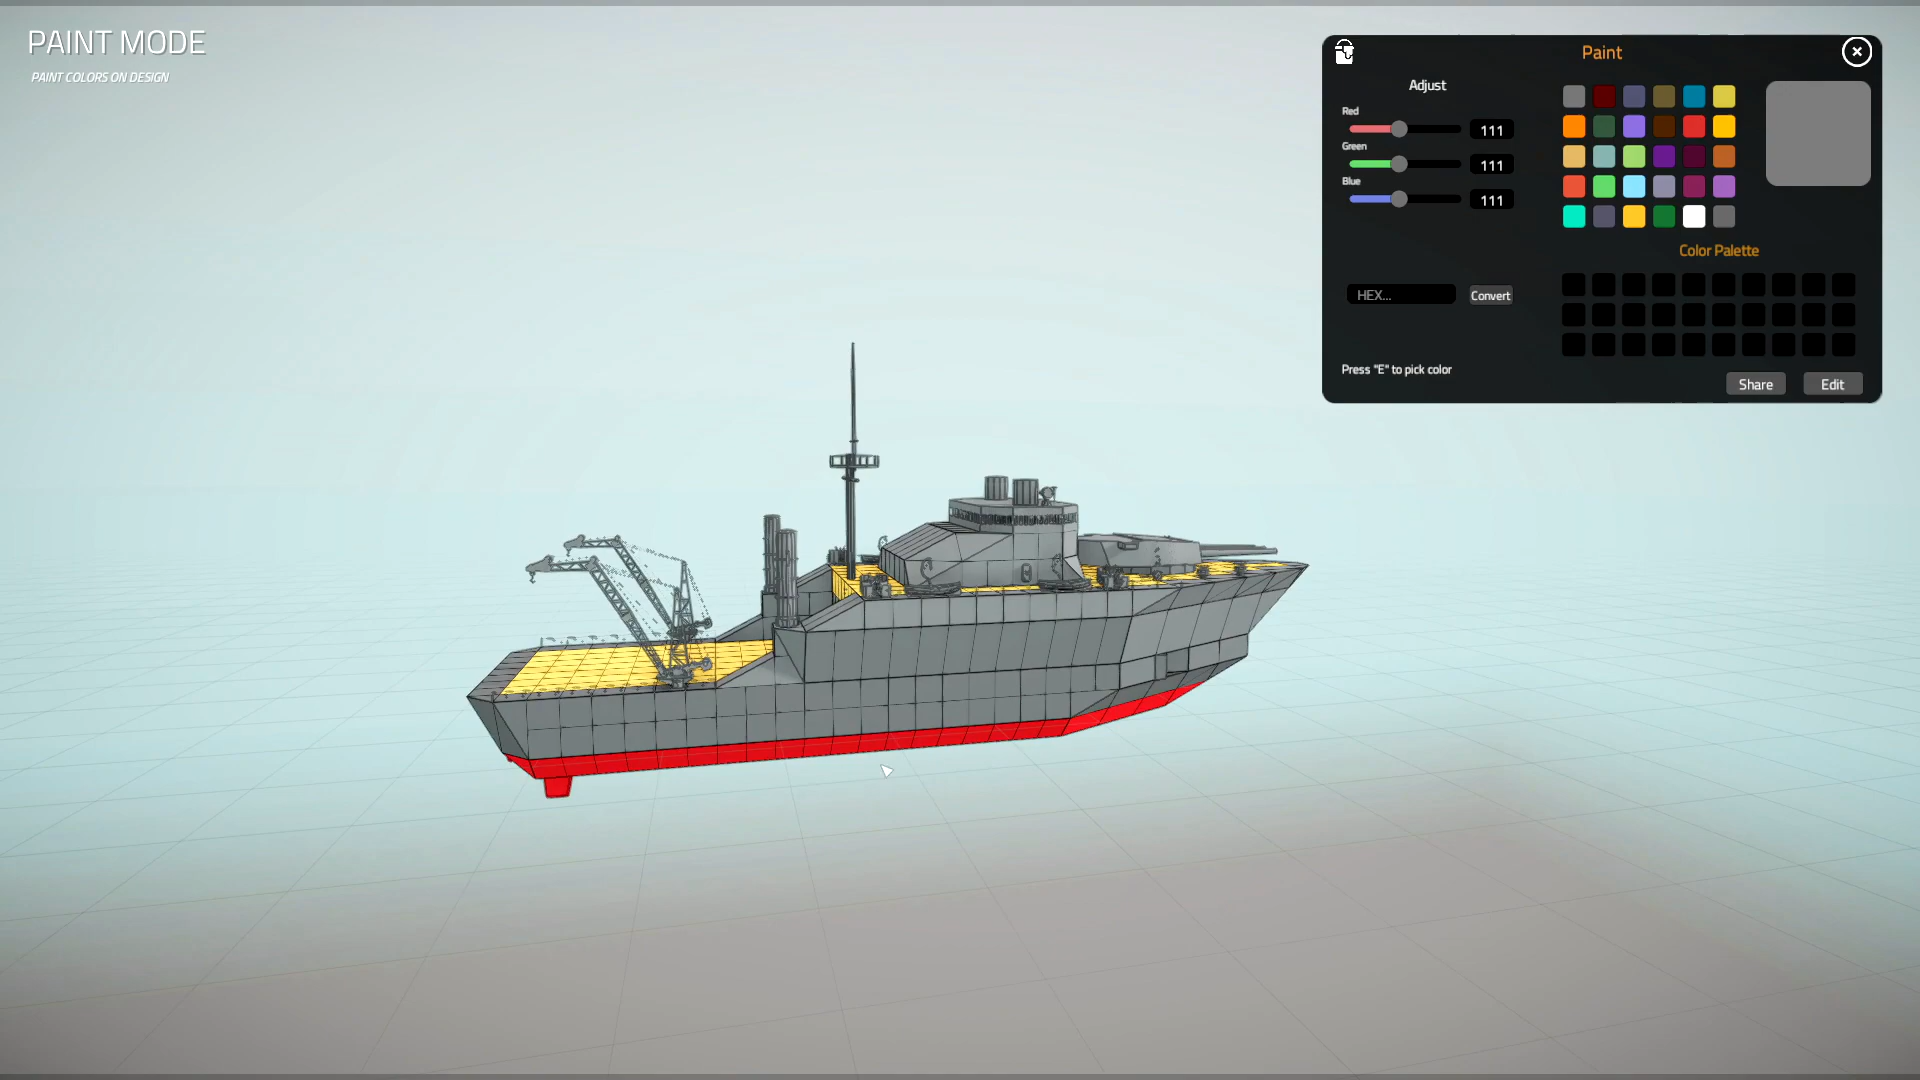 PAINT MODE
PAINT COLORS ON DESIGN
Paint
Adjust
Red
111
Green
111
Blue
111
Color Palette
HEX...
Convert
Press "E" to pick color
Share
Edit